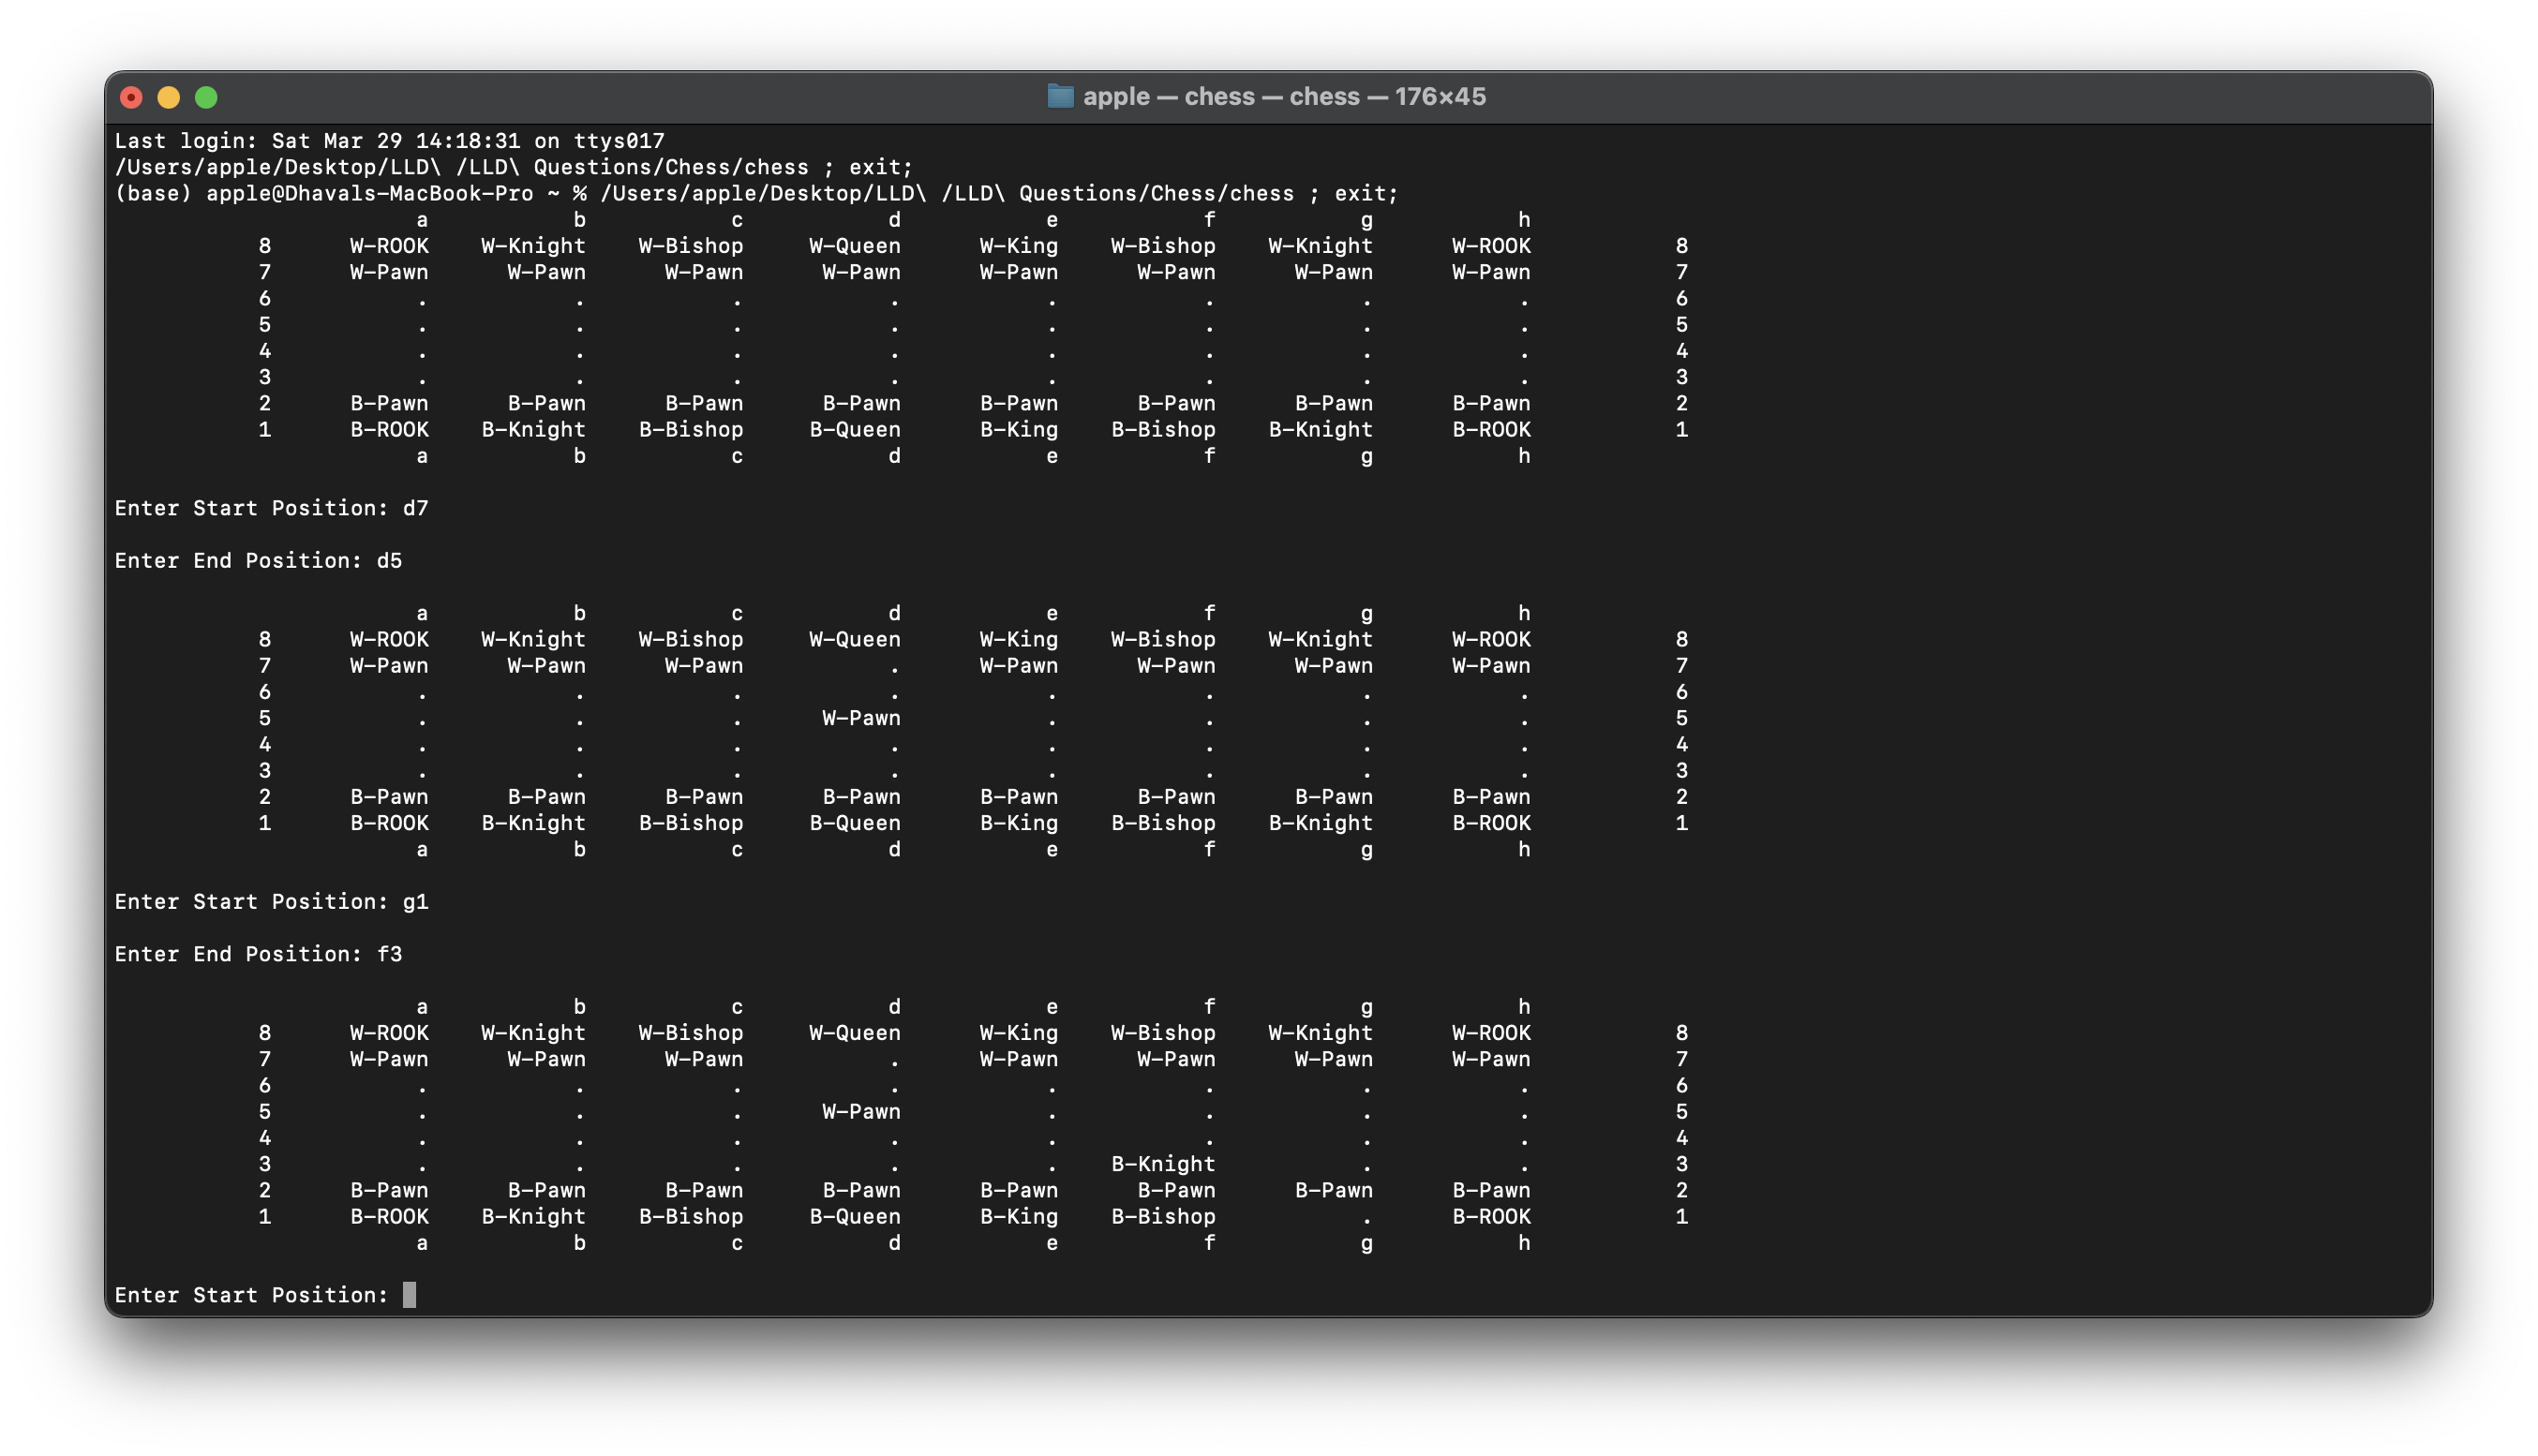 apple — chess — chess — 176×45
Last login: Sat Mar 29 14:18:31 on ttys017
/Users/apple/Desktop/LLD\ /LLD\ Questions/Chess/chess ; exit;
(base) apple@Dhavals-MacBook-Pro ~ % /Users/apple/Desktop/LLD\ /LLD\ Questions/Chess/chess ; exit;
a b c d e f g h
8 W-ROOK W-Knight W-Bishop W-Queen W-King W-Bishop W-Knight W-ROOK 8
7 W-Pawn W-Pawn W-Pawn W-Pawn W-Pawn W-Pawn W-Pawn W-Pawn 7
6 . . . . . . . . 6
5 . . . . . . . . 5
4 . . . . . . . . 4
3 . . . . . . . . 3
2 B-Pawn B-Pawn B-Pawn B-Pawn B-Pawn B-Pawn B-Pawn B-Pawn 2
1 B-ROOK B-Knight B-Bishop B-Queen B-King B-Bishop B-Knight B-ROOK 1
a b c d e f g h
Enter Start Position: d7
Enter End Position: d5
a b c d e f g h
8 W-ROOK W-Knight W-Bishop W-Queen W-King W-Bishop W-Knight W-ROOK 8
7 W-Pawn W-Pawn W-Pawn . W-Pawn W-Pawn W-Pawn W-Pawn 7
6 . . . . . . . . 6
5 . . . W-Pawn . . . . 5
4 . . . . . . . . 4
3 . . . . . . . . 3
2 B-Pawn B-Pawn B-Pawn B-Pawn B-Pawn B-Pawn B-Pawn B-Pawn 2
1 B-ROOK B-Knight B-Bishop B-Queen B-King B-Bishop B-Knight B-ROOK 1
a b c d e f g h
Enter Start Position: g1
Enter End Position: f3
a b c d e f g h
8 W-ROOK W-Knight W-Bishop W-Queen W-King W-Bishop W-Knight W-ROOK 8
7 W-Pawn W-Pawn W-Pawn . W-Pawn W-Pawn W-Pawn W-Pawn 7
6 . . . . . . . . 6
5 . . . W-Pawn . . . . 5
4 . . . . . . . . 4
3 . . . . . B-Knight . . 3
2 B-Pawn B-Pawn B-Pawn B-Pawn B-Pawn B-Pawn B-Pawn B-Pawn 2
1 B-ROOK B-Knight B-Bishop B-Queen B-King B-Bishop . B-ROOK 1
a b c d e f g h
Enter Start Position: